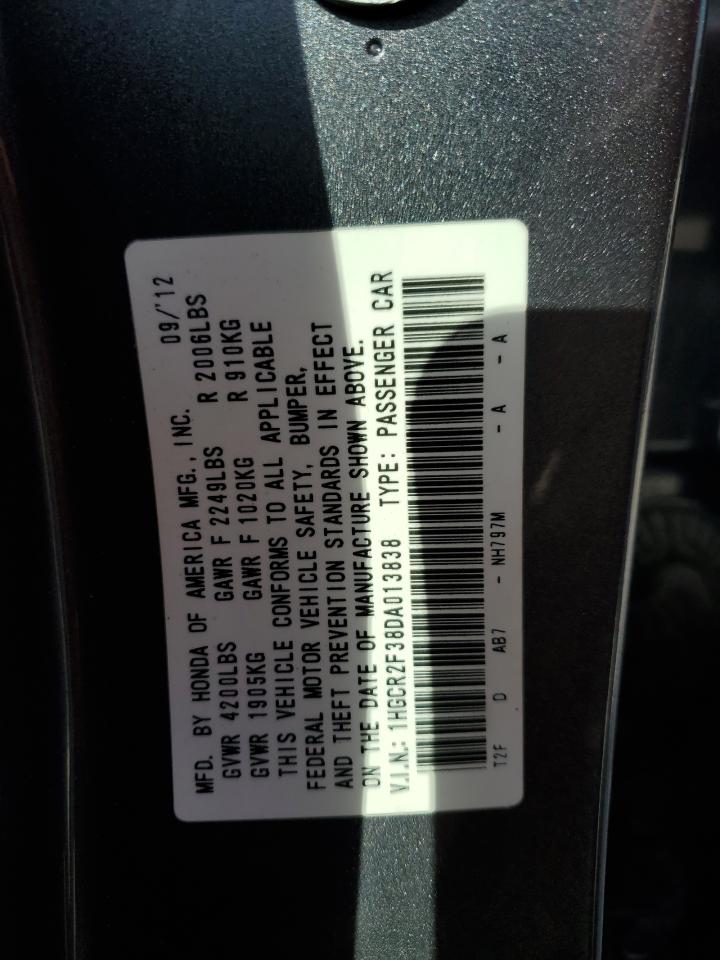 MFD. BY HONDA OF AMERICA MFG., INC. 09/'12
GVWR 4200LBS GAWR F 2249LBS R 2006LBS
GVWR 1905KG GAWR F 1020KG R 910KG
THIS VEHICLE CONFORMS TO ALL APPLICABLE
FEDERAL MOTOR VEHICLE SAFETY, BUMPER,
AND THEFT PREVENTION STANDARDS IN EFFECT
ON THE DATE OF MANUFACTURE SHOWN ABOVE.
V.I.N.: 1HGCR2F38DA013838 TYPE: PASSENGER CAR
T2F D AB7 - NH797M - A - A